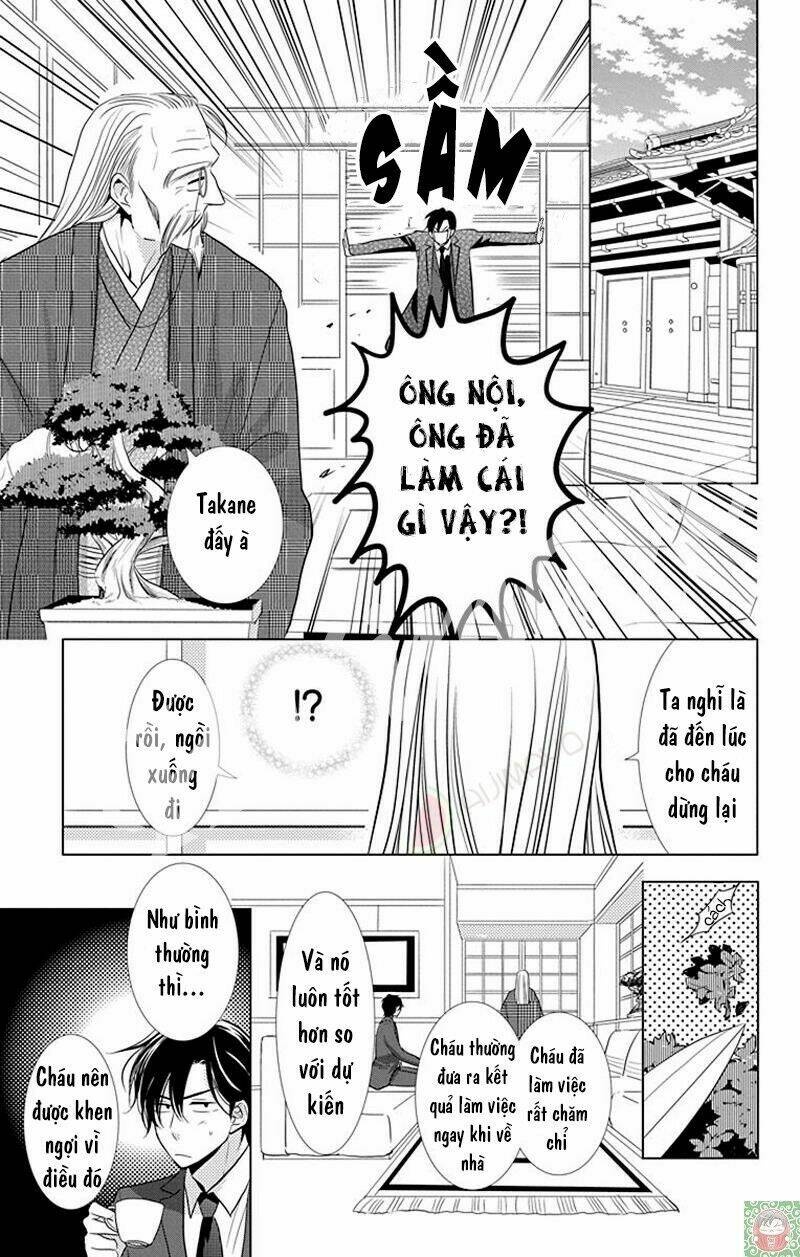 SẦM
ÔNG NỘI,
ÔNG ĐÃ
LÀM CÁI
GÌ VẬY?!
Takane
đấy à
Ta nghĩ là
đã đến lúc
cho cháu
dừng lại
!?
Được
rồi, ngồi
xuống
đi
cách
Cháu đã
làm việc
rất chăm
chỉ
Cháu thường
đưa ra kết
quả làm việc
ngay khi về
nhà
Và nó
luôn tốt
hơn so
với dự
kiến
Như bình
thường
thì...
Cháu nên
được khen
ngợi vì
điều đó